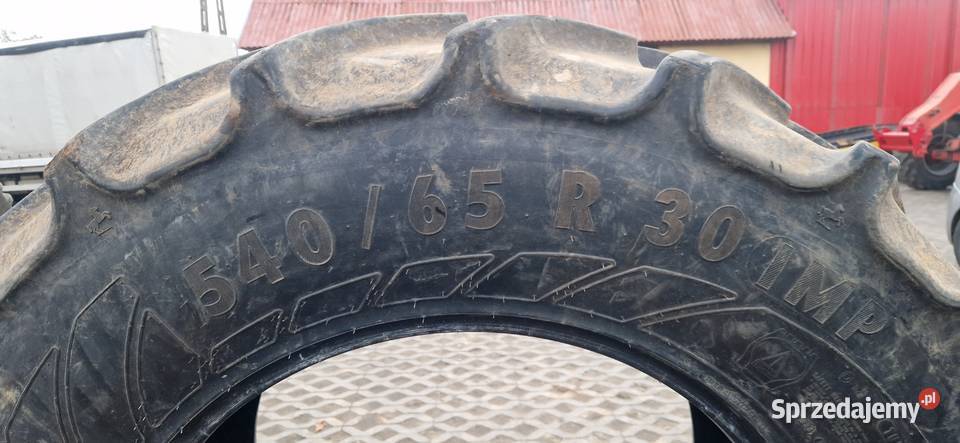 540/65 R 30 IMP
A
Sprzedajemy.pl